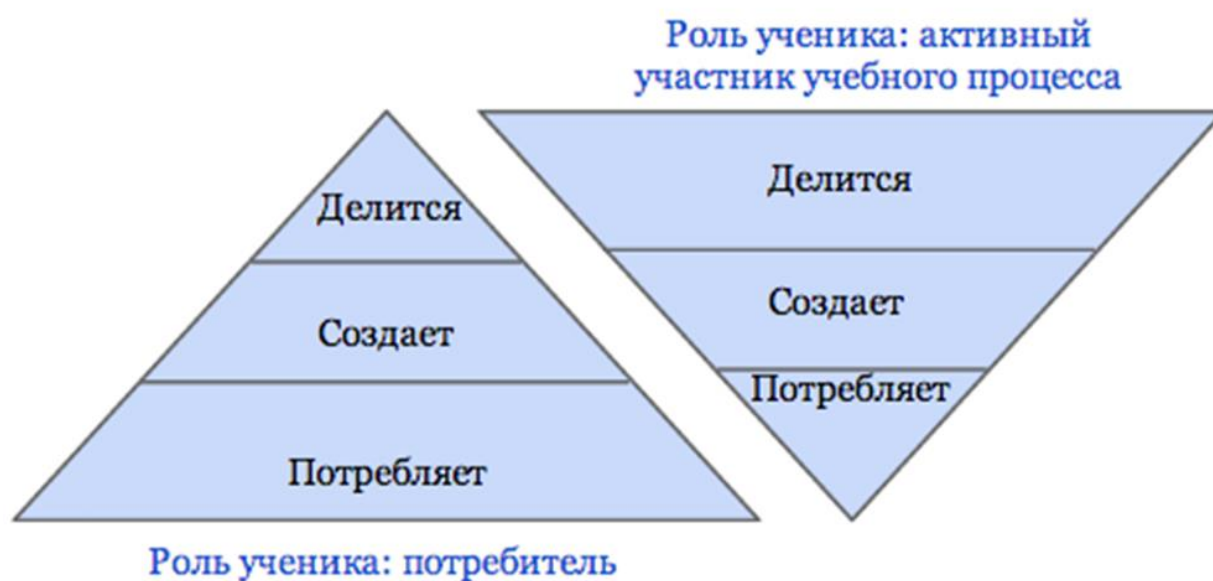 Роль ученика: активный
участник учебного процесса
Делится
Создает
Потребляет
Делится
Создает
Потребляет
Роль ученика: потребитель